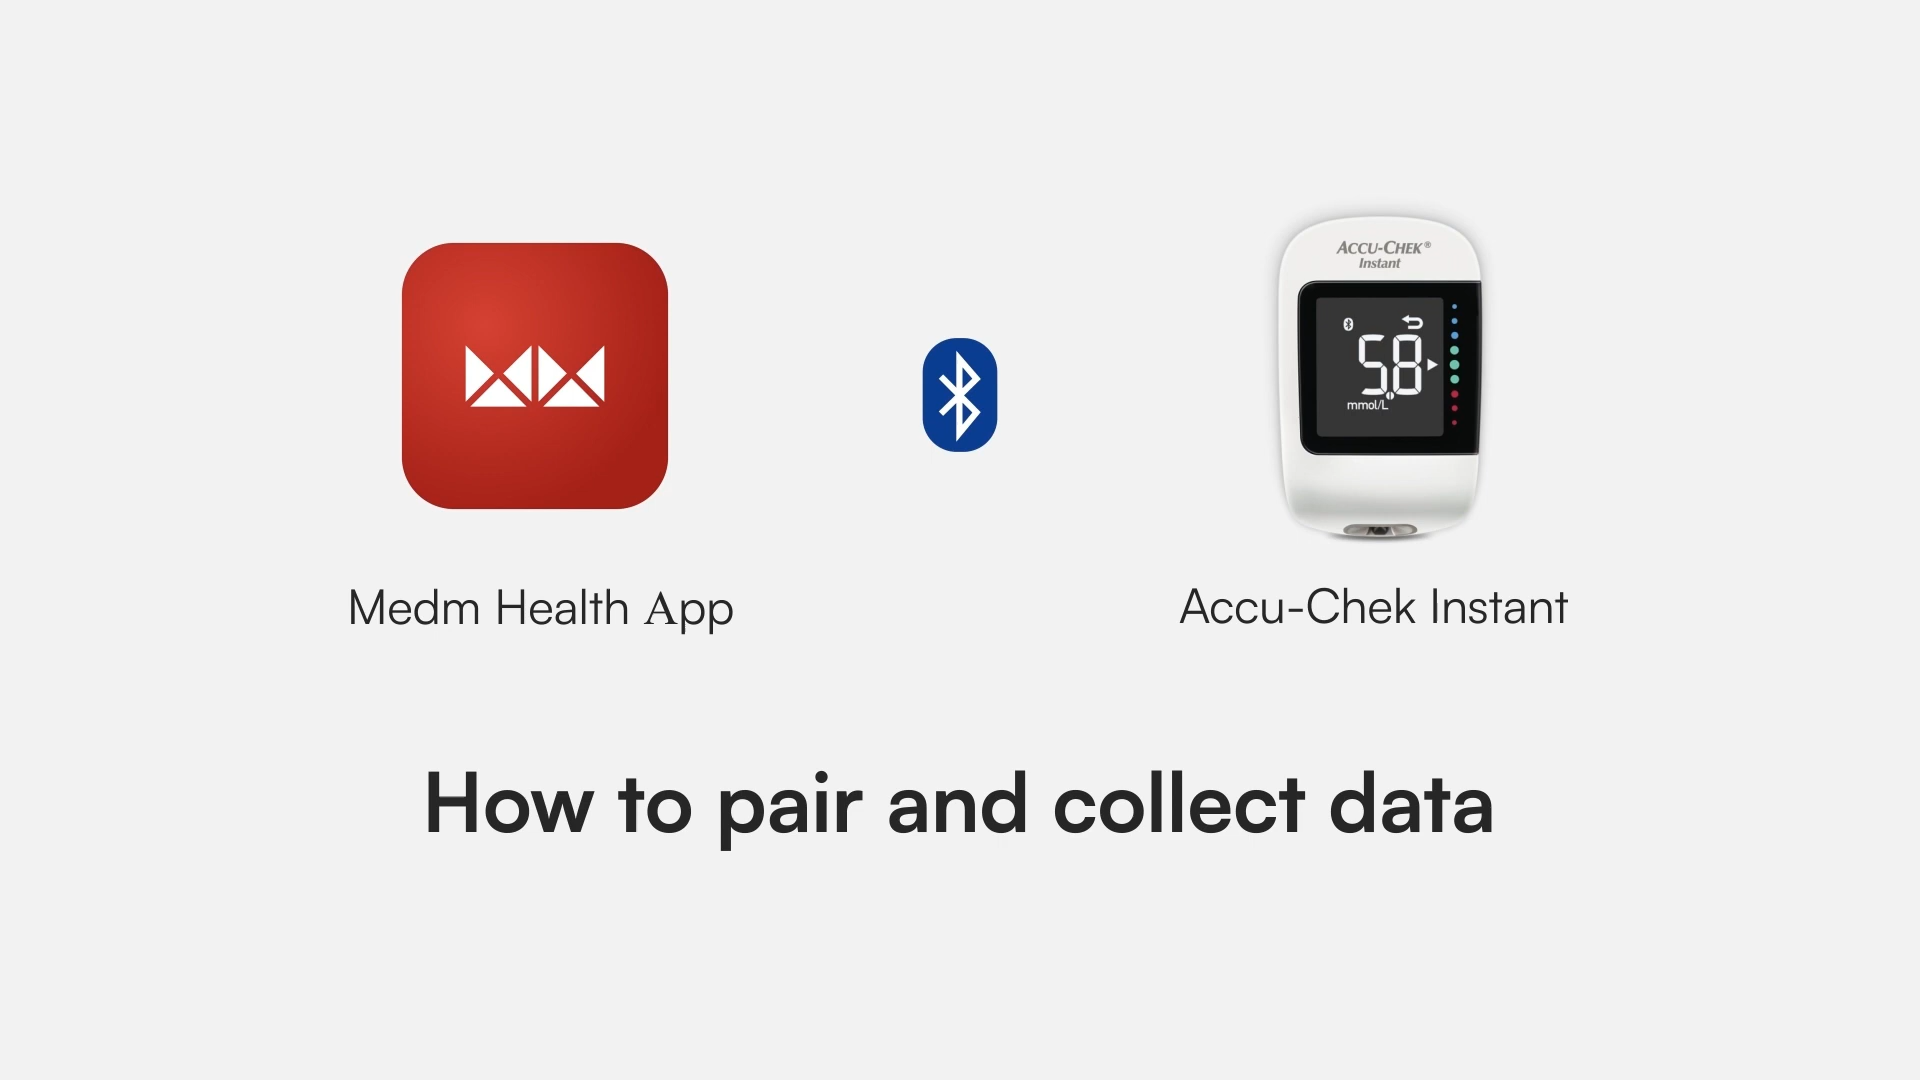 ACCU-CHEK®
Instant
5.8
mmol/L
Medm Health App
Accu-Chek Instant
How to pair and collect data